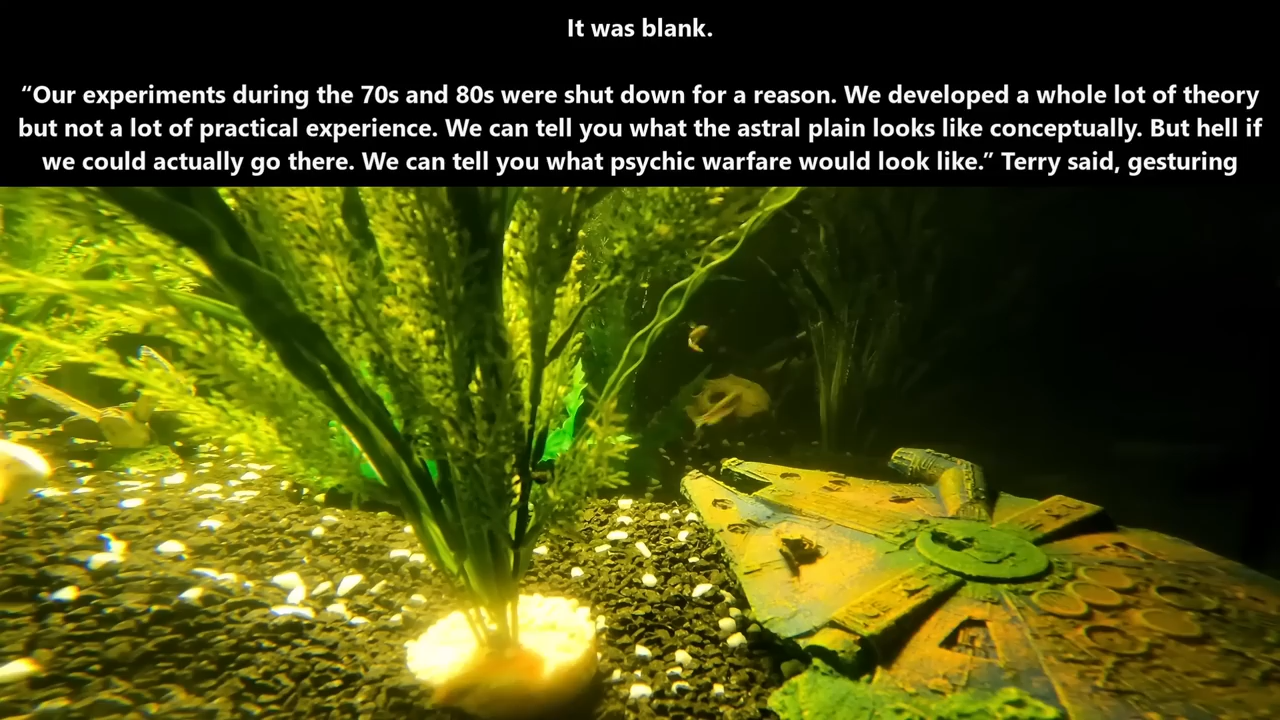 It was blank.
“Our experiments during the 70s and 80s were shut down for a reason. We developed a whole lot of theory
but not a lot of practical experience. We can tell you what the astral plain looks like conceptually. But hell if
we could actually go there. We can tell you what psychic warfare would look like.” Terry said, gesturing